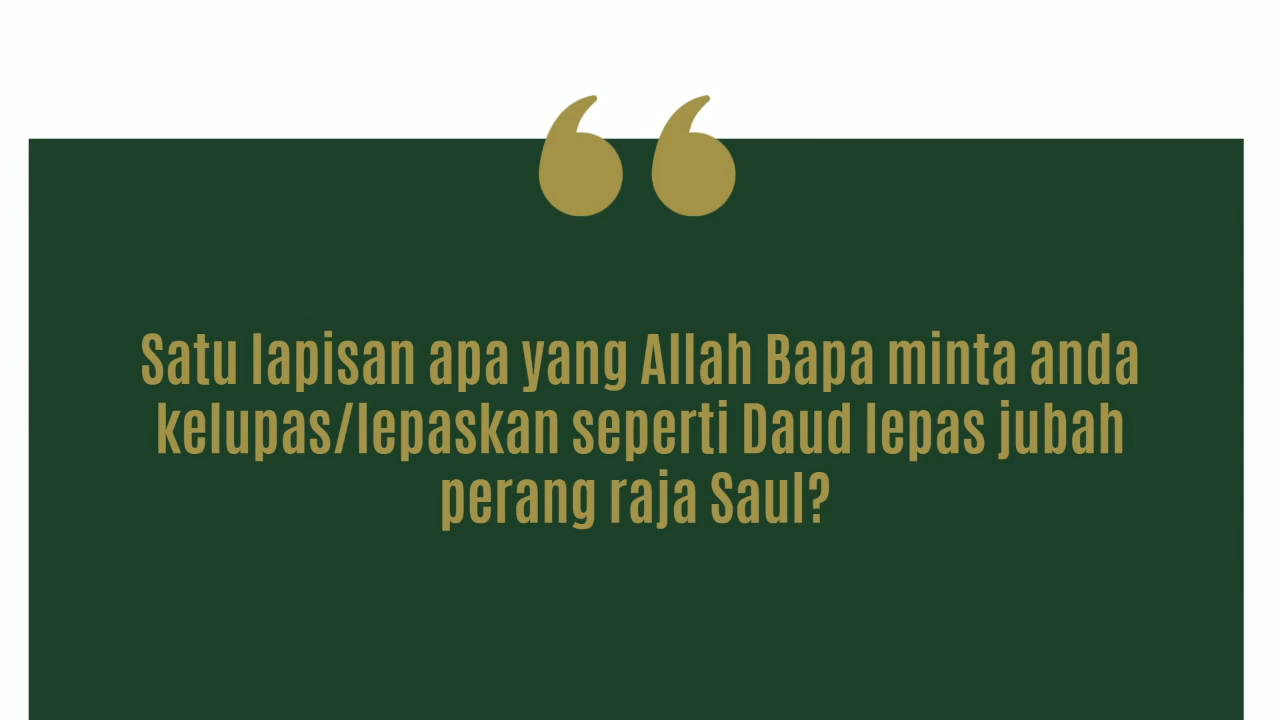 Satu lapisan apa yang Allah Bapa minta anda
kelupas/lepaskan seperti Daud lepas jubah
perang raja Saul?